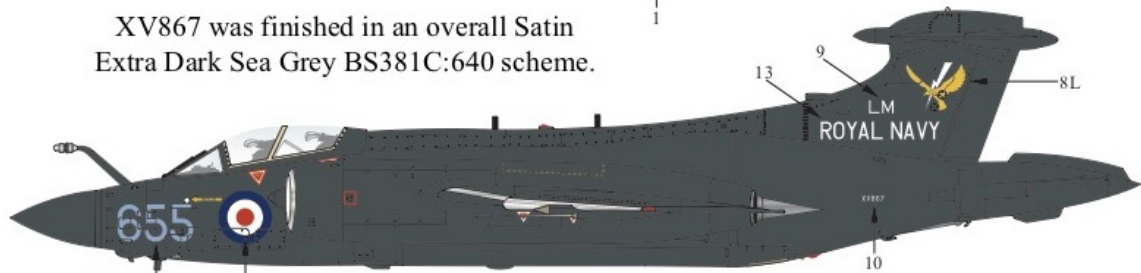 XV867 was finished in an overall Satin
Extra Dark Sea Grey BS381C:640 scheme.
1
9
13
8L
LM
ROYAL NAVY
655
XV867
10